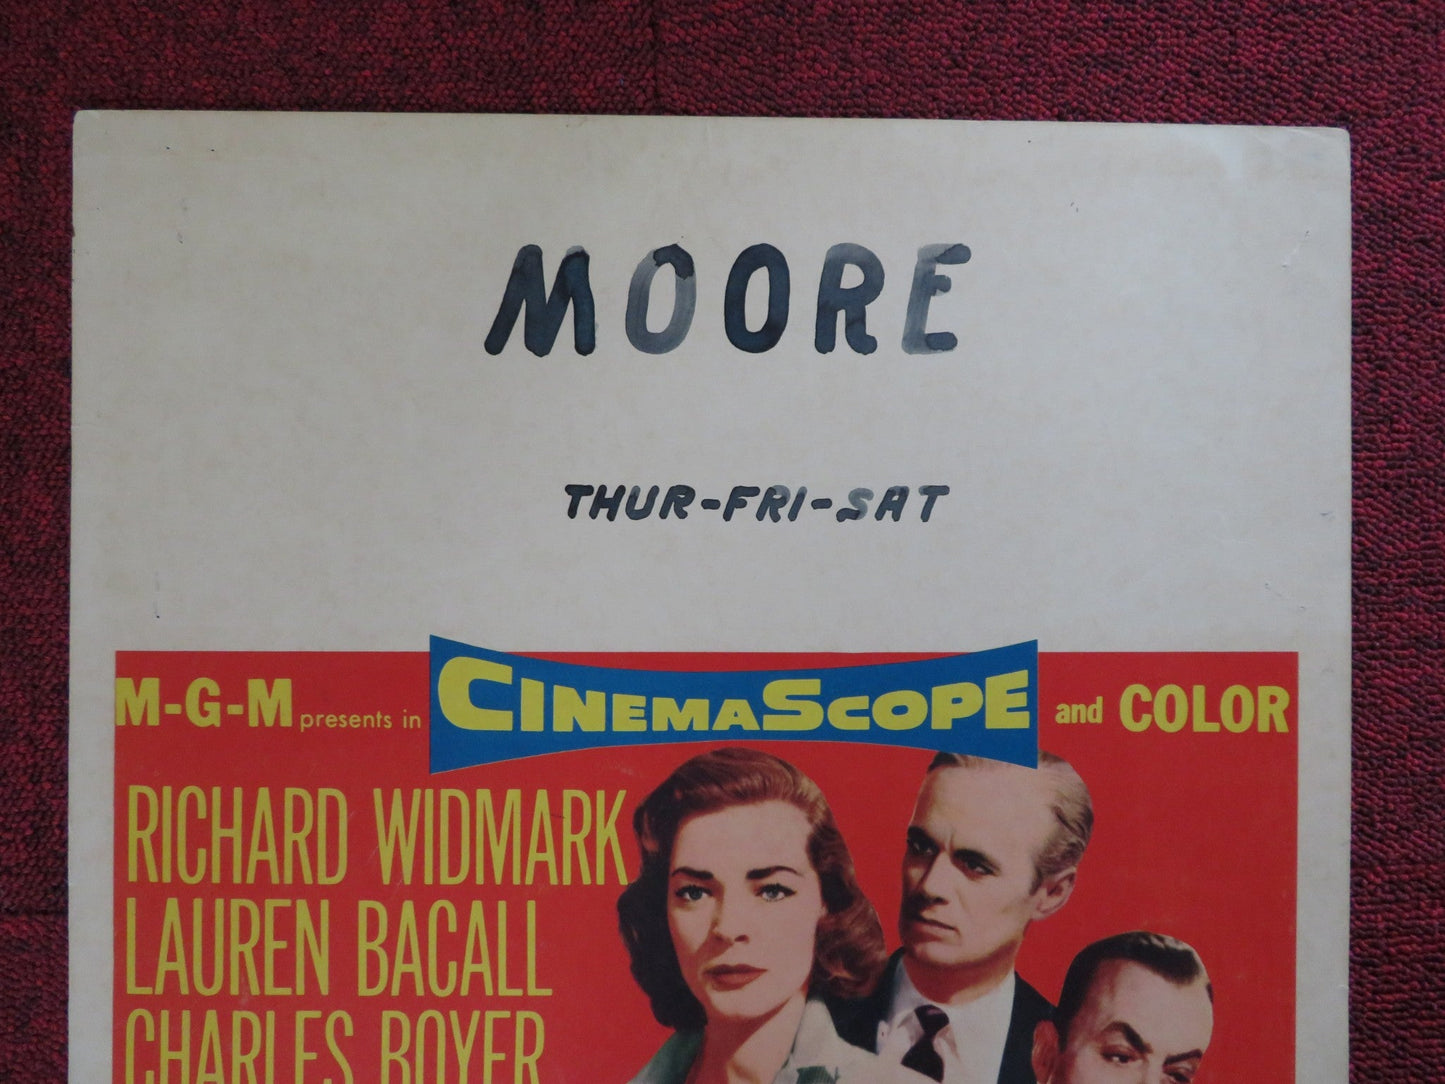 MOORE
THUR-FRI-SAT
M-G-M presents in CINEMASCOPE and COLOR
RICHARD WIDMARK
LAUREN BACALL
CHARLES BOYER